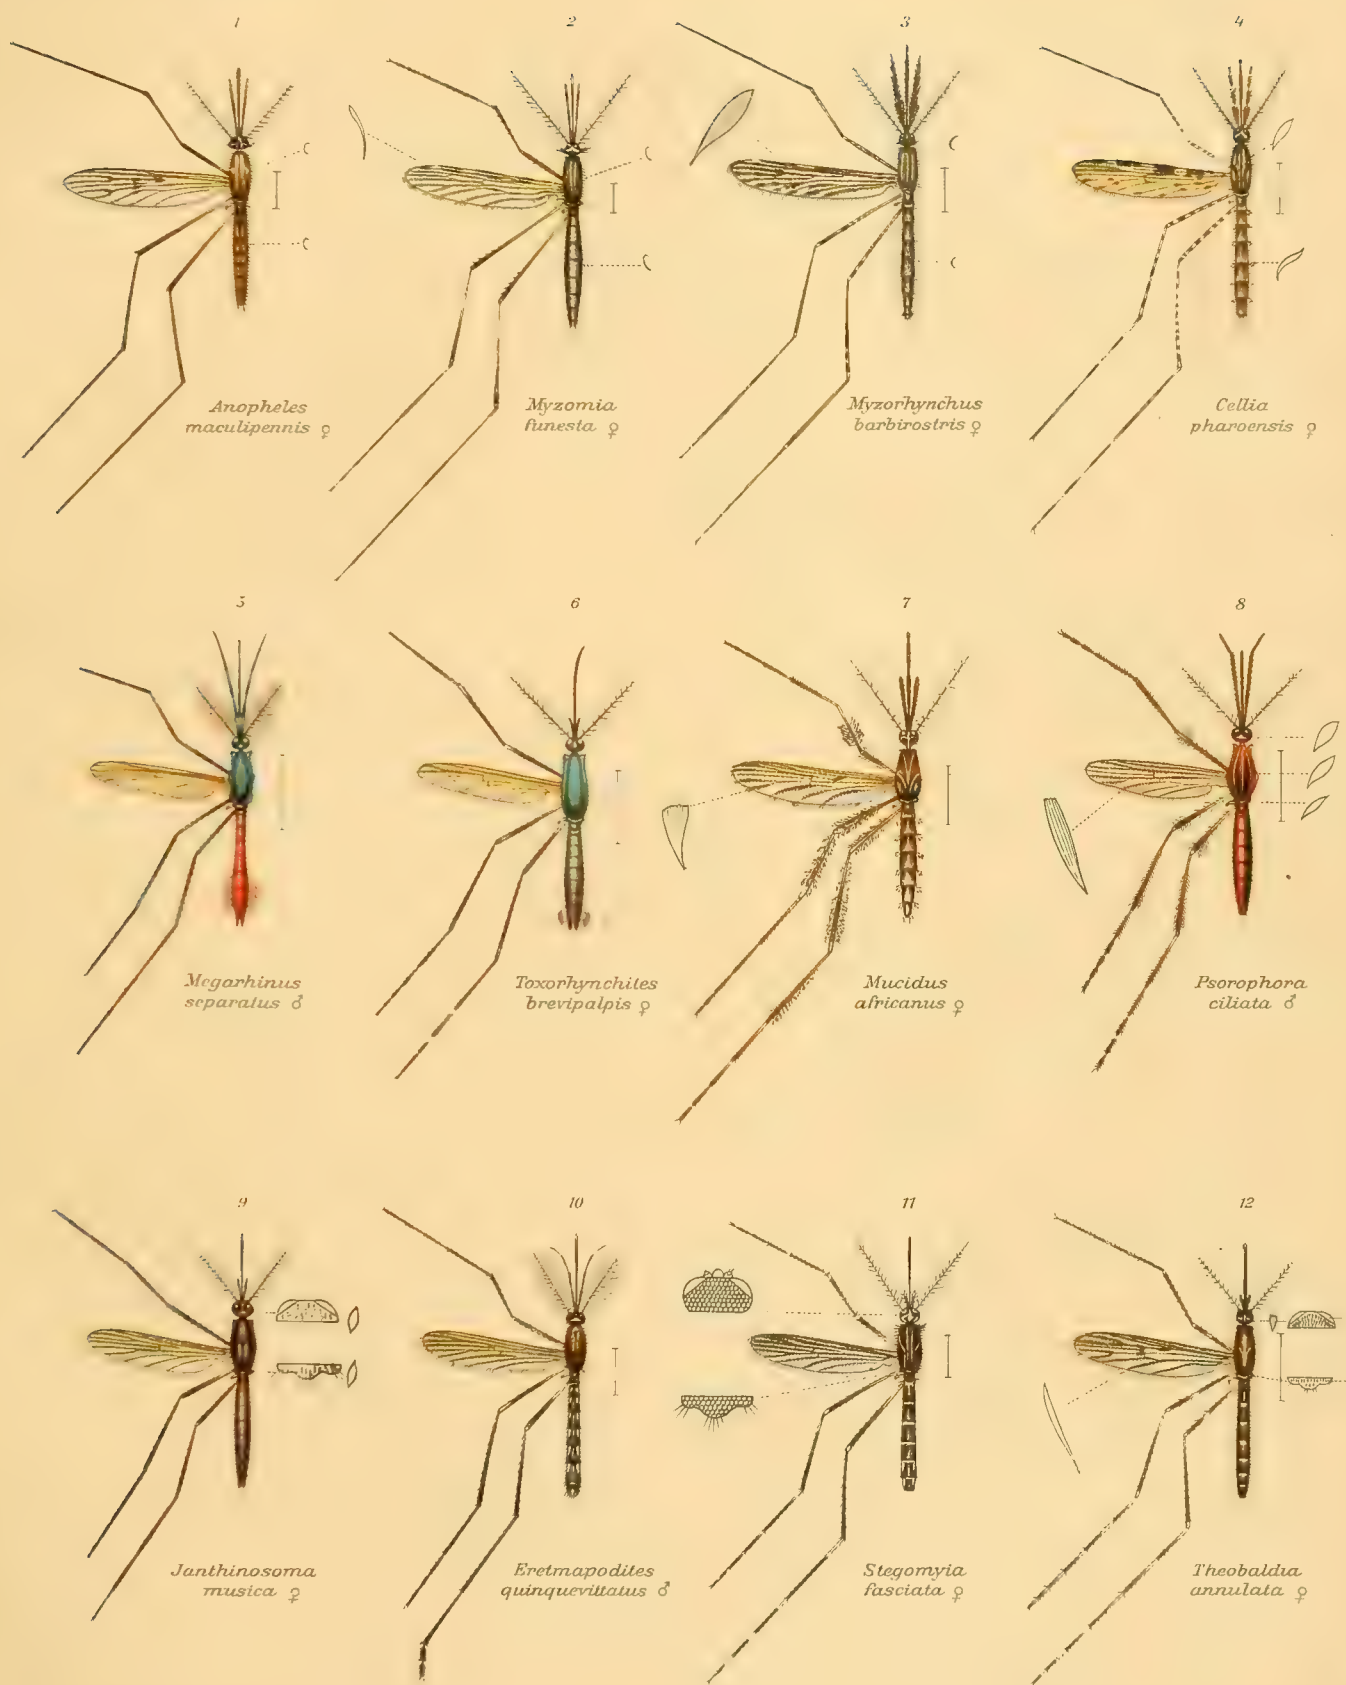 1
2
3
4
Anopheles
maculipennis ♀
Myzomia
funesta ♀
Myzorhynchus
barbirostris ♀
Cellia
pharoensis ♀
5
6
7
8
Megarhinus
separatus ♂
Toxorhynchites
brevipalpis ♀
Mucidus
africanus ♀
Psorophora
ciliata ♂
9
10
11
12
Janthinosoma
musica ♀
Eretmapodites
quinquevittatus ♂
Stegomyia
fasciata ♀
Theobaldia
annulata ♀